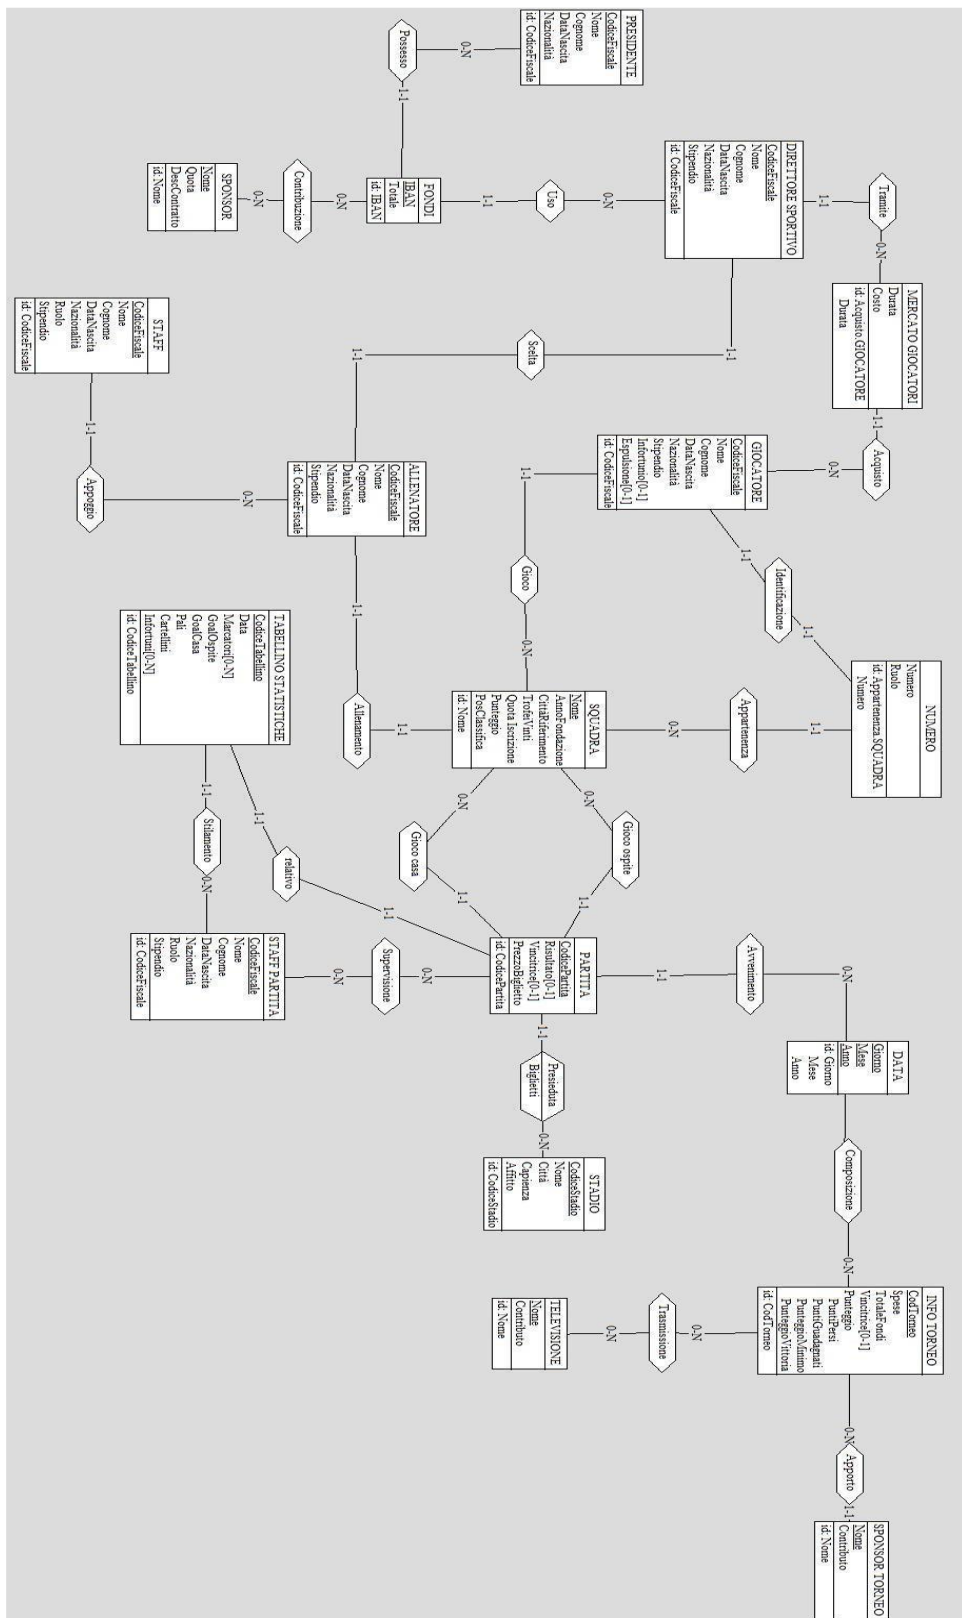 PRESIDENTE
CodiceFiscale
Nome
Cognome
DataNascita
Nazionalità
id: CodiceFiscale
0-N
Possesso
1-1
FONDI
IBAN
Totale
id: IBAN
0-N
Contribuzione
0-N
SPONSOR
Nome
Quota
DescContratto
id: Nome
1-1
Uso
0-N
DIRETTORE SPORTIVO
CodiceFiscale
Nome
Cognome
DataNascita
Nazionalità
Stipendio
id: CodiceFiscale
1-1
Tramite
0-N
MERCATO GIOCATORI
Durata
Costo
id: Acquisto.GIOCATORE
Durata
1-1
Acquisto
0-N
GIOCATORE
CodiceFiscale
Nome
Cognome
DataNascita
Nazionalità
Stipendio
Infortunio[0-1]
Espulsione[0-1]
id: CodiceFiscale
1-1
Scelta
1-1
ALLENATORE
CodiceFiscale
Nome
Cognome
DataNascita
Nazionalità
Stipendio
id: CodiceFiscale
0-N
Appoggio
1-1
STAFF
CodiceFiscale
Nome
Cognome
DataNascita
Nazionalità
Ruolo
Stipendio
id: CodiceFiscale
1-1
Identificazione
1-1
NUMERO
Numero
Ruolo
id: Appartenenza.SQUADRA
Numero
1-1
Appartenenza
0-N
1-1
Gioco
0-N
SQUADRA
Nome
AnnoFondazione
CittàRiferimento
TrofeiVinti
Quota Iscrizione
Punteggio
PosClassifica
id: Nome
1-1
Allenamento
1-1
0-N
Gioco ospite
1-1
0-N
Gioco casa
1-1
TABELLINO STATISTICHE
CodiceTabellino
Data
Marcatori[0-N]
GoalOspite
GoalCasa
Pali
Cartellini
Infortuni[0-N]
id: CodiceTabellino
1-1
relativo
1-1
1-1
Stilamento
0-N
STAFF PARTITA
CodiceFiscale
Nome
Cognome
DataNascita
Nazionalità
Ruolo
Stipendio
id: CodiceFiscale
0-N
Supervisione
0-N
PARTITA
CodicePartita
Risultato[0-1]
Vincitrice[0-1]
PrezzoBiglietto
id: CodicePartita
1-1
Avvenimento
0-N
DATA
Giorno
Mese
Anno
id: Giorno
Mese
Anno
1-1
Presieduta
Biglietti
0-N
STADIO
CodiceStadio
Nome
Città
Capienza
Affitto
id: CodiceStadio
Composizione
0-N
INFO TORNEO
CodTorneo
Spese
TotaleFondi
Vincitrice[0-1]
Punteggio
PuntiPersi
PuntiGuadagnati
PunteggioMinimo
PunteggioVittoria
id: CodTorneo
0-N
Trasmissione
0-N
TELEVISIONE
Nome
Contributo
id: Nome
0-N
Apporto
1-1
SPONSOR TORNEO
Nome
Contributo
id: Nome